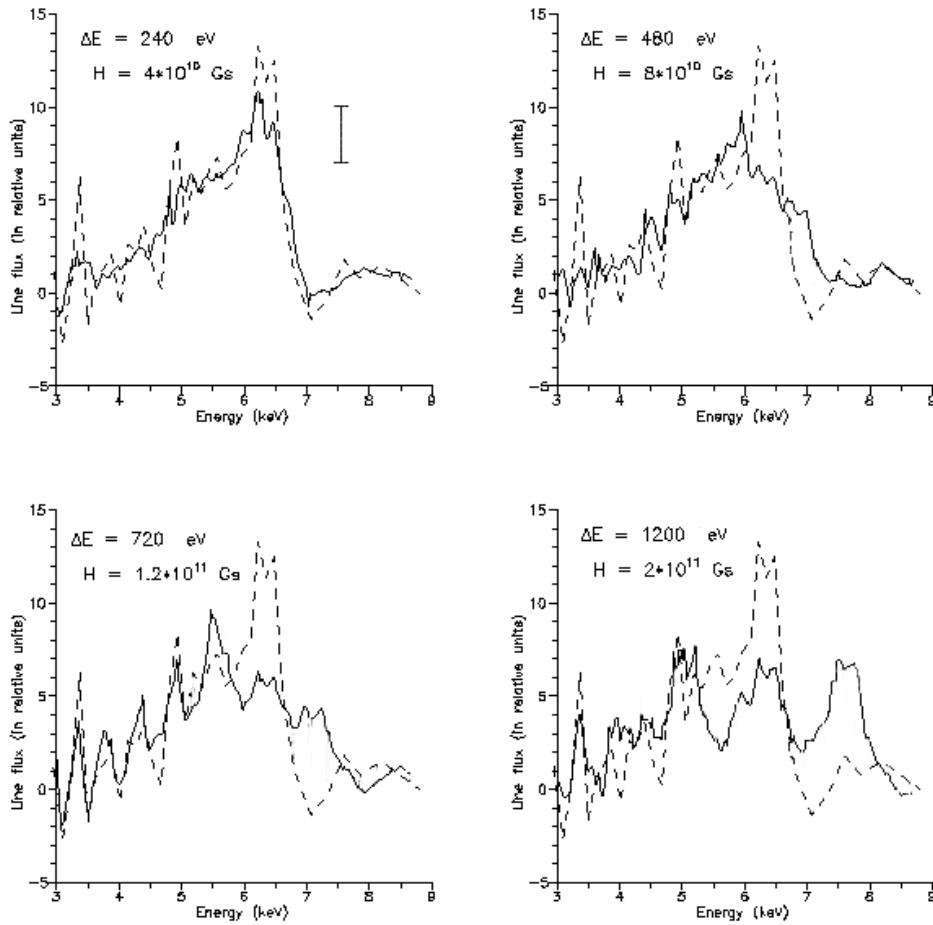 15
ΔE = 240 eV
H = 4*10¹⁰ Gs
10
5
0
−5
3 4 5 6 7 8 9
Energy (keV)
Line flux (in relative units)
15
ΔE = 480 eV
H = 8*10¹⁰ Gs
10
5
0
−5
3 4 5 6 7 8 9
Energy (keV)
Line flux (in relative units)
15
ΔE = 720 eV
H = 1.2*10¹¹ Gs
10
5
0
−5
3 4 5 6 7 8 9
Energy (keV)
Line flux (in relative units)
15
ΔE = 1200 eV
H = 2*10¹¹ Gs
10
5
0
−5
3 4 5 6 7 8 9
Energy (keV)
Line flux (in relative units)